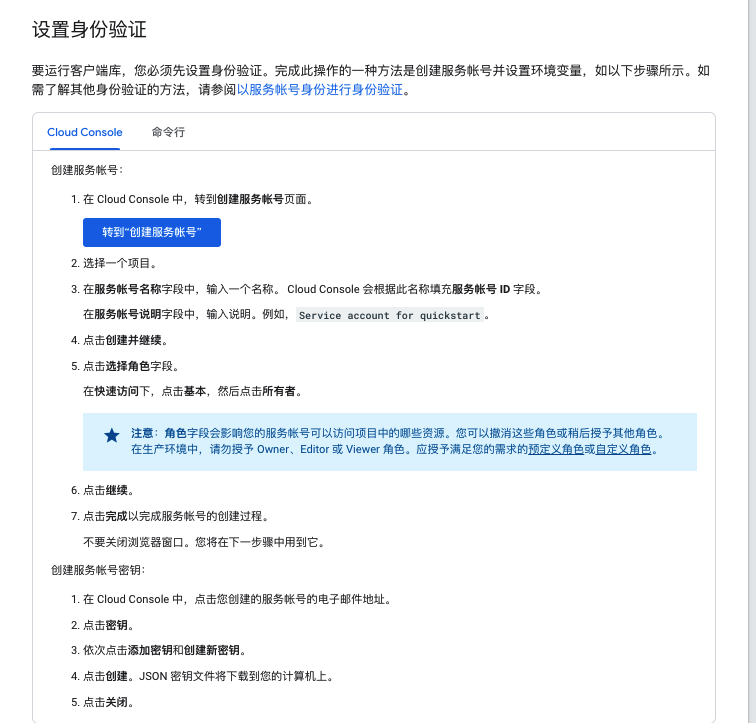 设置身份验证
要运行客户端库，您必须先设置身份验证。完成此操作的一种方法是创建服务帐号并设置环境变量，如以下步骤所示。如
需了解其他身份验证的方法，请参阅以服务帐号身份进行身份验证。
Cloud Console 命令行
创建服务帐号：
1. 在 Cloud Console 中，转到创建服务帐号页面。
转到“创建服务帐号”
2. 选择一个项目。
3. 在服务帐号名称字段中，输入一个名称。 Cloud Console 会根据此名称填充服务帐号 ID 字段。
在服务帐号说明字段中，输入说明。例如，Service account for quickstart。
4. 点击创建并继续。
5. 点击选择角色字段。
在快速访问下，点击基本，然后点击所有者。
注意：角色字段会影响您的服务帐号可以访问项目中的哪些资源。您可以撤消这些角色或稍后授予其他角色。
在生产环境中，请勿授予 Owner、Editor 或 Viewer 角色。应授予满足您的需求的预定义角色或自定义角色。
6. 点击继续。
7. 点击完成以完成服务帐号的创建过程。
不要关闭浏览器窗口。您将在下一步骤中用到它。
创建服务帐号密钥：
1. 在 Cloud Console 中，点击您创建的服务帐号的电子邮件地址。
2. 点击密钥。
3. 依次点击添加密钥和创建新密钥。
4. 点击创建。JSON 密钥文件将下载到您的计算机上。
5. 点击关闭。